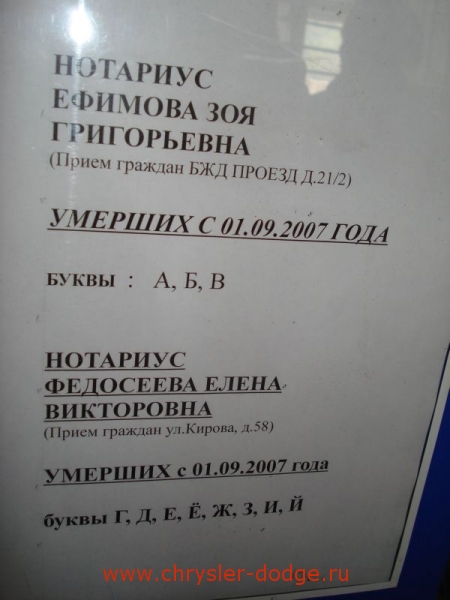 НОТАРИУС
ЕФИМОВА ЗОЯ
ГРИГОРЬЕВНА
(Прием граждан БЖД ПРОЕЗД Д.21/2)
УМЕРШИХ С 01.09.2007 ГОДА
БУКВЫ : А, Б, В
НОТАРИУС
ФЕДОСЕЕВА ЕЛЕНА
ВИКТОРОВНА
(Прием граждан ул.Кирова, д.58)
УМЕРШИХ с 01.09.2007 года
буквы Г, Д, Е, Ё, Ж, З, И, Й
www.chrysler-dodge.ru